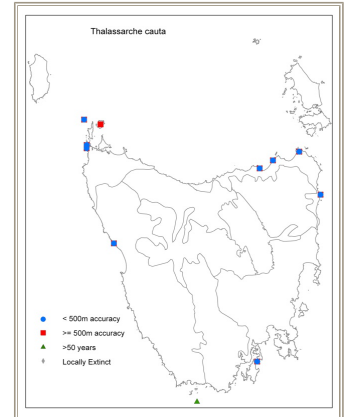 Thalassarche cauta
< 500m accuracy
>= 500m accuracy
>50 years
Locally Extinct